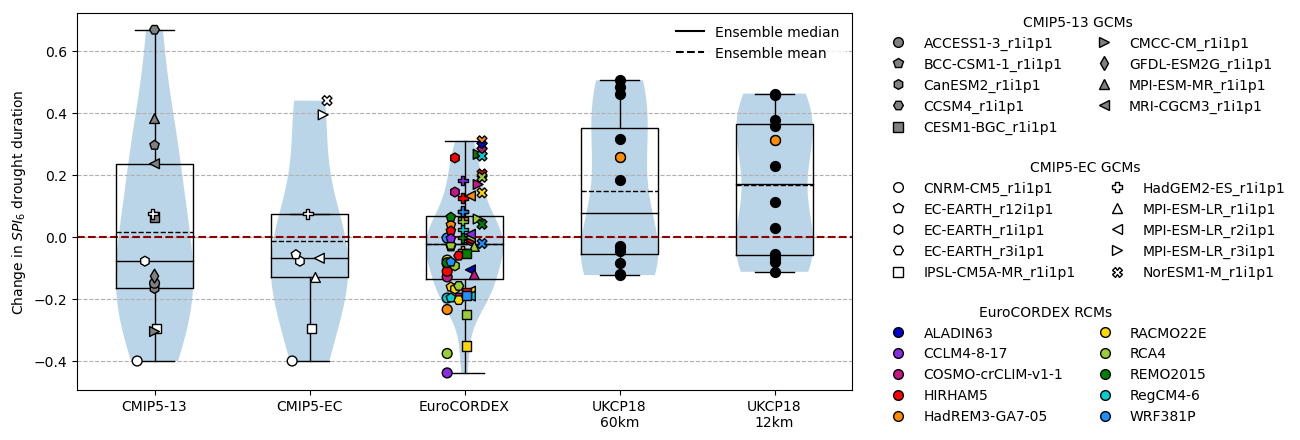 Change in SPI6 drought duration
0.6
0.4
0.2
0.0
−0.2
−0.4
CMIP5-13
CMIP5-EC
EuroCORDEX
UKCP18
60km
UKCP18
12km
Ensemble median
Ensemble mean
CMIP5-13 GCMs
ACCESS1-3_r1i1p1
BCC-CSM1-1_r1i1p1
CanESM2_r1i1p1
CCSM4_r1i1p1
CESM1-BGC_r1i1p1
CMCC-CM_r1i1p1
GFDL-ESM2G_r1i1p1
MPI-ESM-MR_r1i1p1
MRI-CGCM3_r1i1p1
CMIP5-EC GCMs
CNRM-CM5_r1i1p1
EC-EARTH_r12i1p1
EC-EARTH_r1i1p1
EC-EARTH_r3i1p1
IPSL-CM5A-MR_r1i1p1
HadGEM2-ES_r1i1p1
MPI-ESM-LR_r1i1p1
MPI-ESM-LR_r2i1p1
MPI-ESM-LR_r3i1p1
NorESM1-M_r1i1p1
EuroCORDEX RCMs
ALADIN63
CCLM4-8-17
COSMO-crCLIM-v1-1
HIRHAM5
HadREM3-GA7-05
RACMO22E
RCA4
REMO2015
RegCM4-6
WRF381P